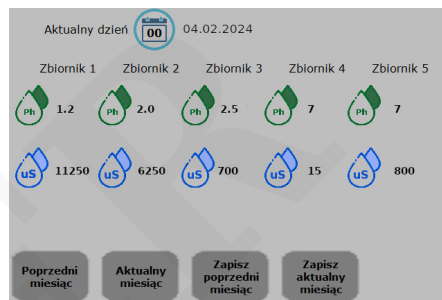 Aktualny dzień 00 04.02.2024
Zbiornik 1 Zbiornik 2 Zbiornik 3 Zbiornik 4 Zbiornik 5
Ph 1.2 Ph 2.0 Ph 2.5 Ph 7 Ph 7
uS 11250 uS 6250 uS 700 uS 15 uS 800
Poprzedni miesiąc
Aktualny miesiąc
Zapisz poprzedni miesiąc
Zapisz aktualny miesiąc